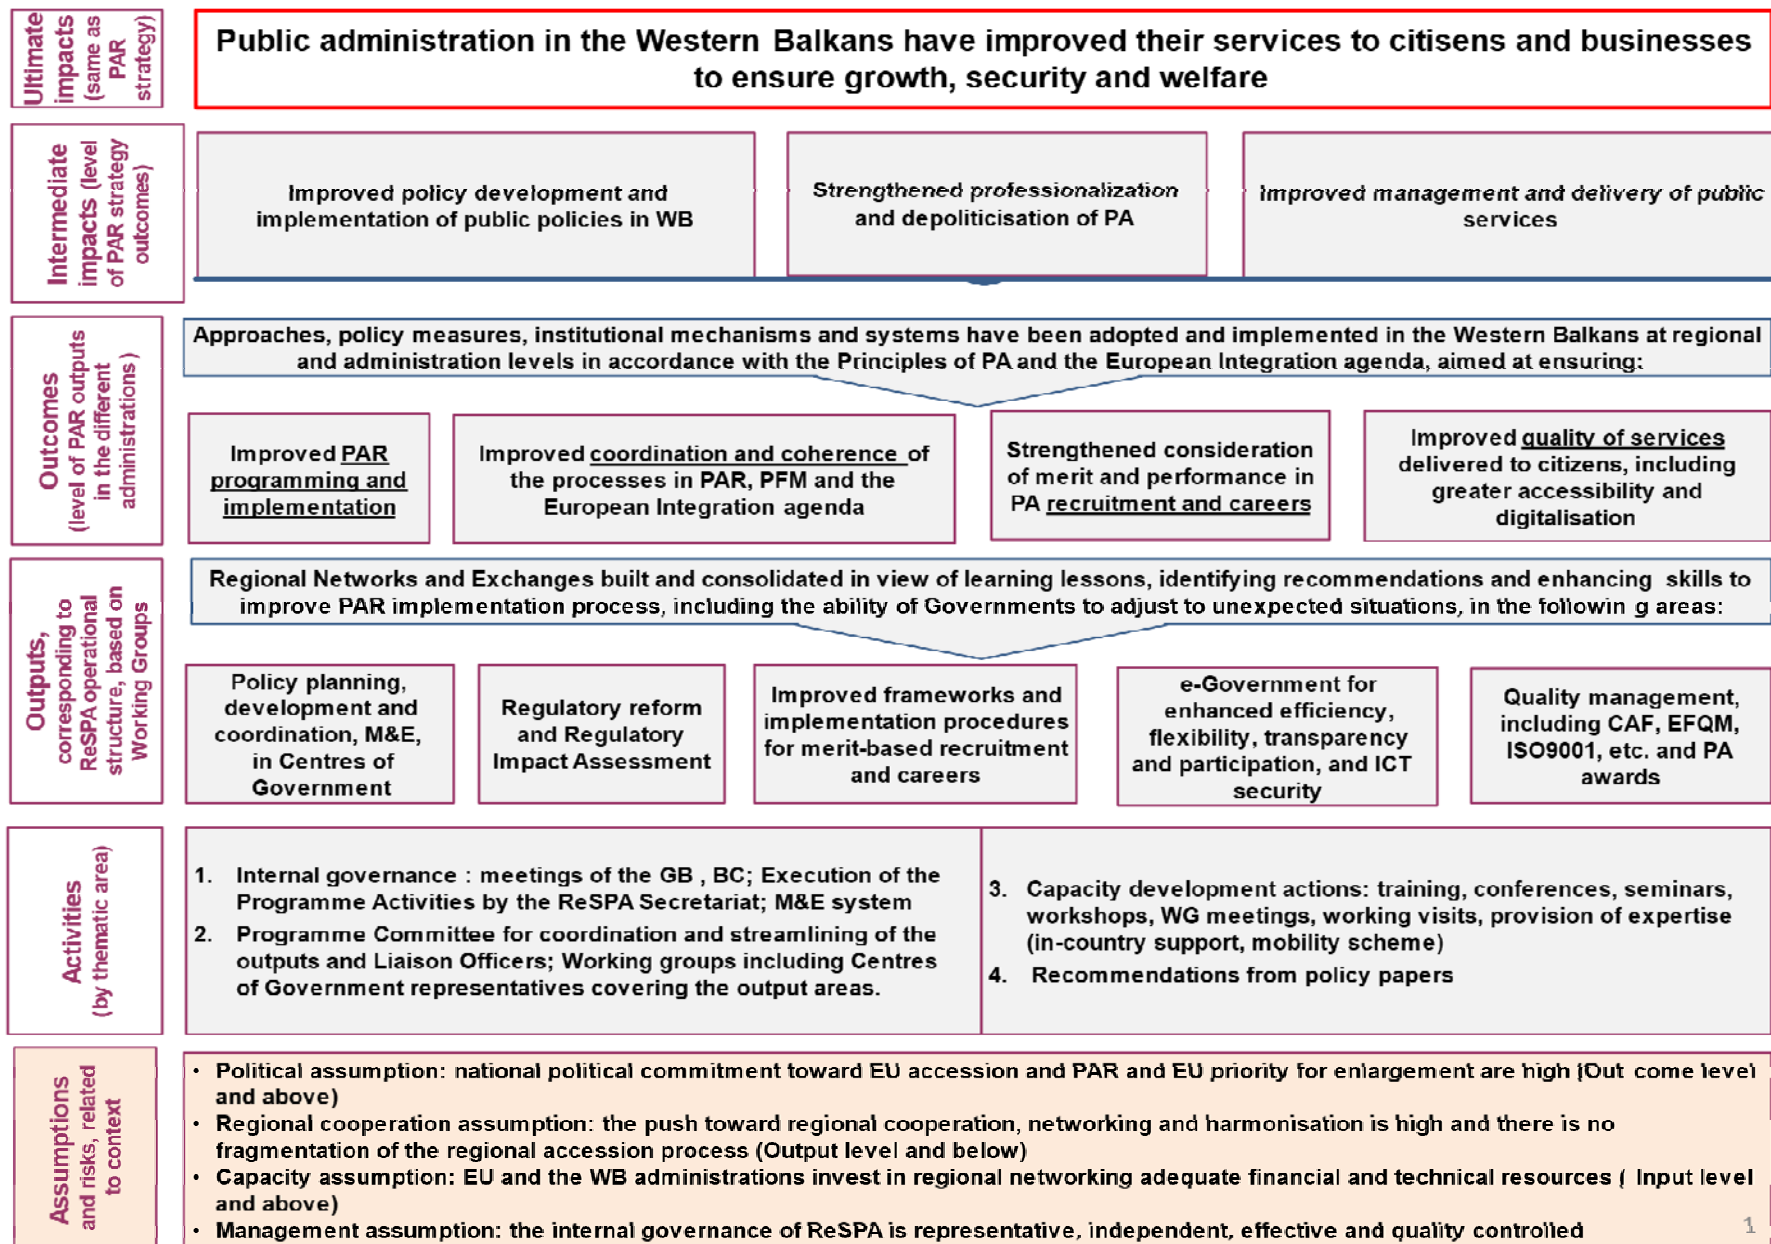 Ultimate
impacts
(same as
PAR
strategy)
Public administration in the Western Balkans have improved their services to citisens and businesses
to ensure growth, security and welfare
Intermediate
impacts (level
of PAR strategy
outcomes)
Improved policy development and
implementation of public policies in WB
Strengthened professionalization
and depoliticisation of PA
Improved management and delivery of public
services
Outcomes
(level of PAR outputs
in the different
administrations )
Approaches, policy measures, institutional mechanisms and systems have been adopted and implemented in the Western Balkans at regional
and administration levels in accordance with the Principles of PA and the European Integration agenda, aimed at ensuring:
Improved PAR
programming and
implementation
Improved coordination and coherence of
the processes in PAR, PFM and the
European Integration agenda
Strengthened consideration
of merit and performance in
PA recruitment and careers
Improved quality of services
delivered to citizens, including
greater accessibility and
digitalisation
Outputs,
corresponding to
ReSPA operational
structure, based on
Working Groups
Regional Networks and Exchanges built and consolidated in view of learning lessons, identifying recommendations and enhancing skills to
improve PAR implementation process, including the ability of Governments to adjust to unexpected situations, in the followin g areas:
Policy planning,
development and
coordination, M&E,
in Centres of
Government
Regulatory reform
and Regulatory
Impact Assessment
Improved frameworks and
implementation procedures
for merit-based recruitment
and careers
e-Government for
enhanced efficiency,
flexibility, transparency
and participation, and ICT
security
Quality management,
including CAF, EFQM,
ISO9001, etc. and PA
awards
Activities
(by thematic area)
1. Internal governance : meetings of the GB , BC; Execution of the
Programme Activities by the ReSPA Secretariat; M&E system
2. Programme Committee for coordination and streamlining of the
outputs and Liaison Officers; Working groups including Centres
of Government representatives covering the output areas.
3. Capacity development actions: training, conferences, seminars,
workshops, WG meetings, working visits, provision of expertise
(in-country support, mobility scheme)
4. Recommendations from policy papers
Assumptions
and risks, related
to context
• Political assumption: national political commitment toward EU accession and PAR and EU priority for enlargement are high (Out come level
and above)
• Regional cooperation assumption: the push toward regional cooperation, networking and harmonisation is high and there is no
fragmentation of the regional accession process (Output level and below)
• Capacity assumption: EU and the WB administrations invest in regional networking adequate financial and technical resources ( Input level
and above)
• Management assumption: the internal governance of ReSPA is representative, independent, effective and quality controlled
1